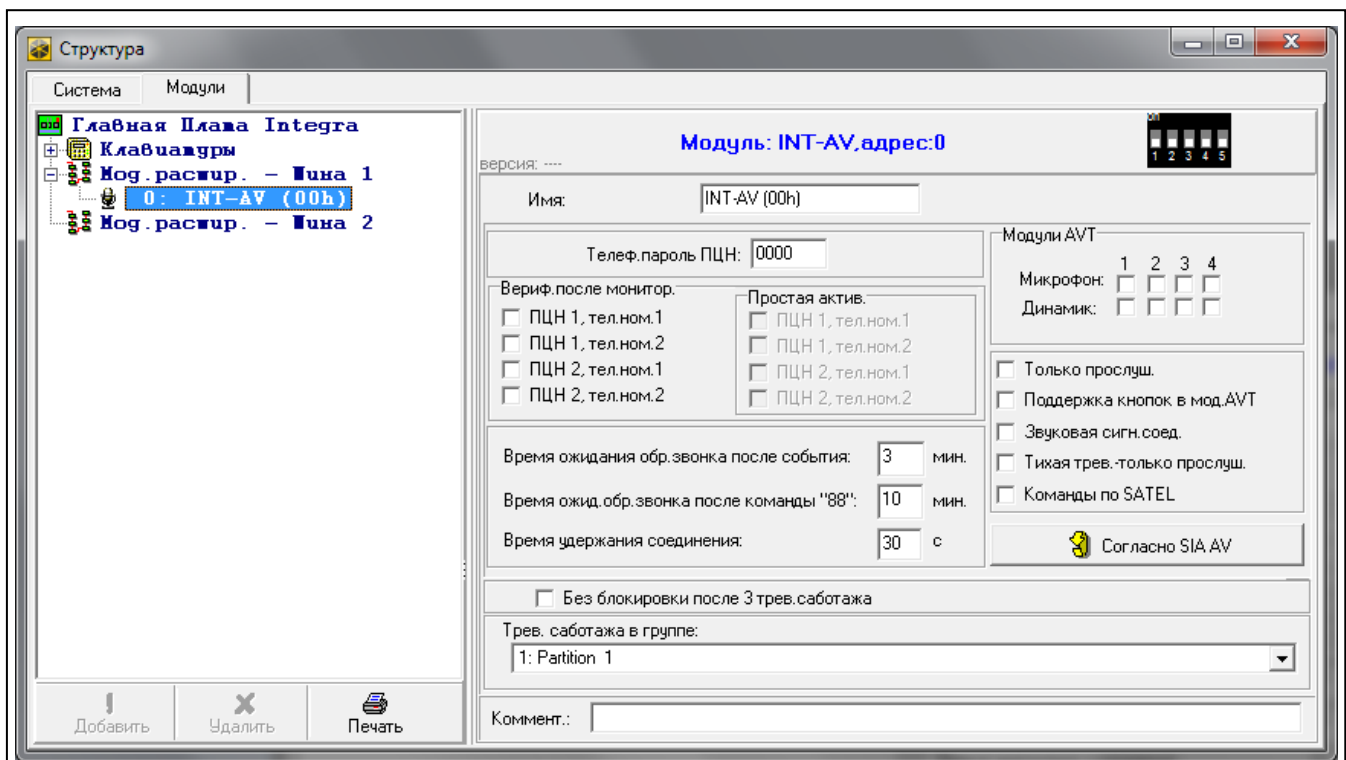 Структура
Система Модули
Главная Плата Integra
Клавиатуры
Мод.расшир. – Шина 1
0: INT-AV (00h)
Мод.расшир. – Шина 2
Добавить Удалить Печать
Модуль: INT-AV,адрес:0
on
1 2 3 4 5
версия: ----
Имя: INT-AV (00h)
Телеф.пароль ПЦН: 0000
Вериф.после монитор.
ПЦН 1, тел.ном.1
ПЦН 1, тел.ном.2
ПЦН 2, тел.ном.1
ПЦН 2, тел.ном.2
Простая актив.
ПЦН 1, тел.ном.1
ПЦН 1, тел.ном.2
ПЦН 2, тел.ном.1
ПЦН 2, тел.ном.2
Время ожидания обр.звонка после события: 3 мин.
Время ожид.обр.звонка после команды "88": 10 мин.
Время удержания соединения: 30 с
Модули AVT
1 2 3 4
Микрофон:
Динамик:
Только прослуш.
Поддержка кнопок в мод.AVT
Звуковая сигн.соед.
Тихая трев.-только прослуш.
Команды по SATEL
Согласно SIA AV
Без блокировки после 3 трев.саботажа
Трев. саботажа в группе:
1: Partition 1
Коммент.: